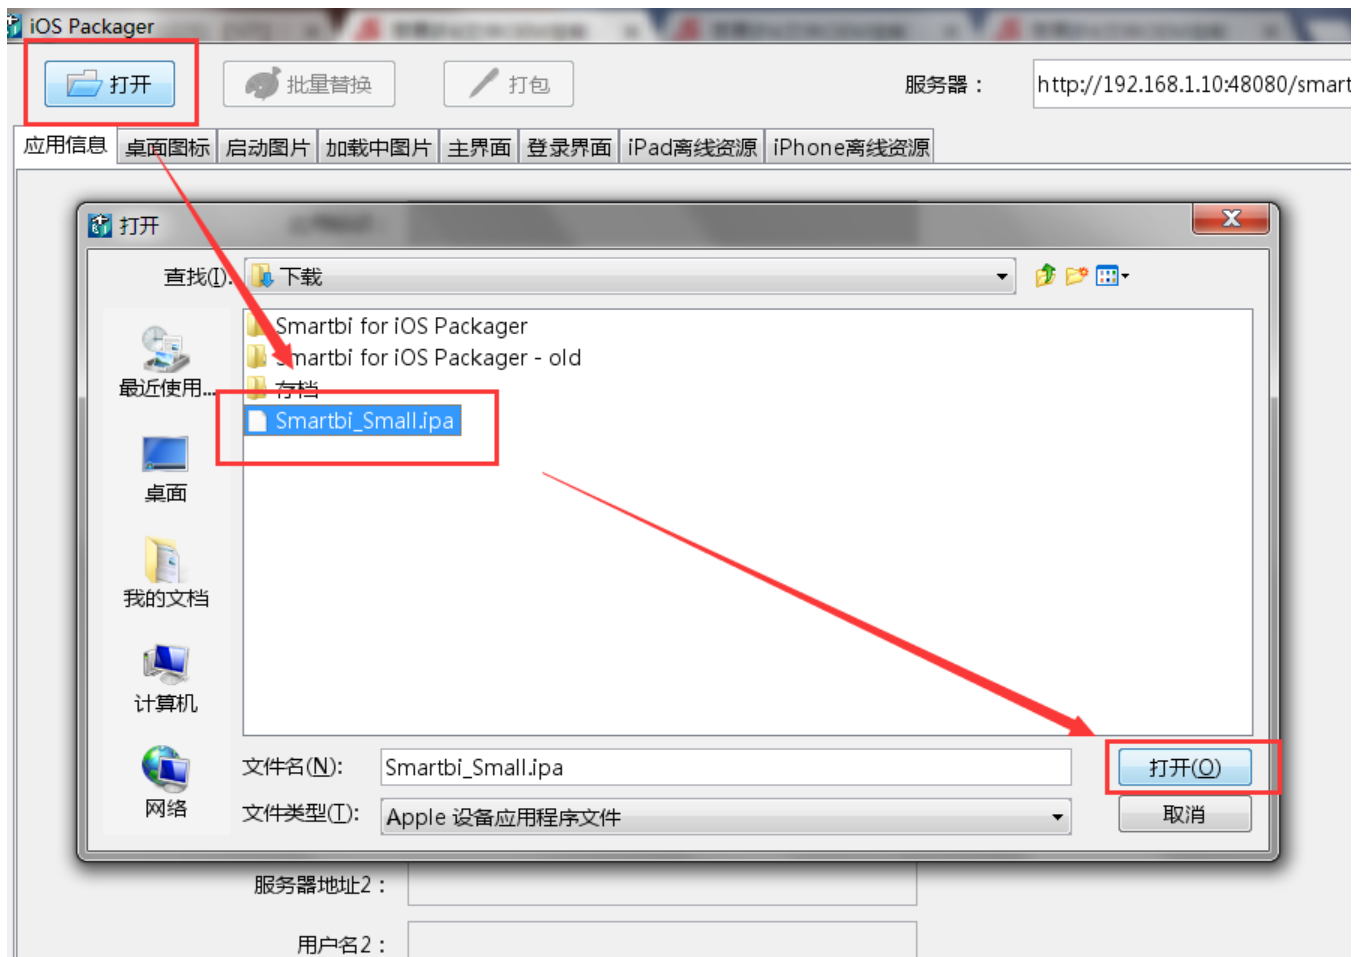 iOS Packager
打开
批量替换
打包
服务器：
http://192.168.1.10:48080/smart
应用信息
桌面图标
启动图片
加载中图片
主界面
登录界面
iPad离线资源
iPhone离线资源
打开
查找(I):
下载
Smartbi for iOS Packager
Smartbi for iOS Packager - old
存档
Smartbi_Small.ipa
最近使用...
桌面
我的文档
计算机
网络
文件名(N):
Smartbi_Small.ipa
打开(O)
文件类型(T):
Apple 设备应用程序文件
取消
服务器地址2：
用户名2：